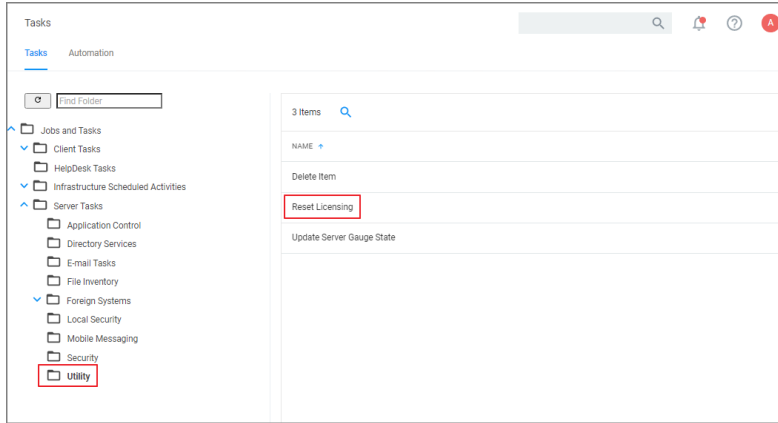 Tasks
A
Tasks Automation
Find Folder
Jobs and Tasks
Client Tasks
HelpDesk Tasks
Infrastructure Scheduled Activities
Server Tasks
Application Control
Directory Services
E-mail Tasks
File Inventory
Foreign Systems
Local Security
Mobile Messaging
Security
Utility
3 Items
NAME
Delete Item
Reset Licensing
Update Server Gauge State